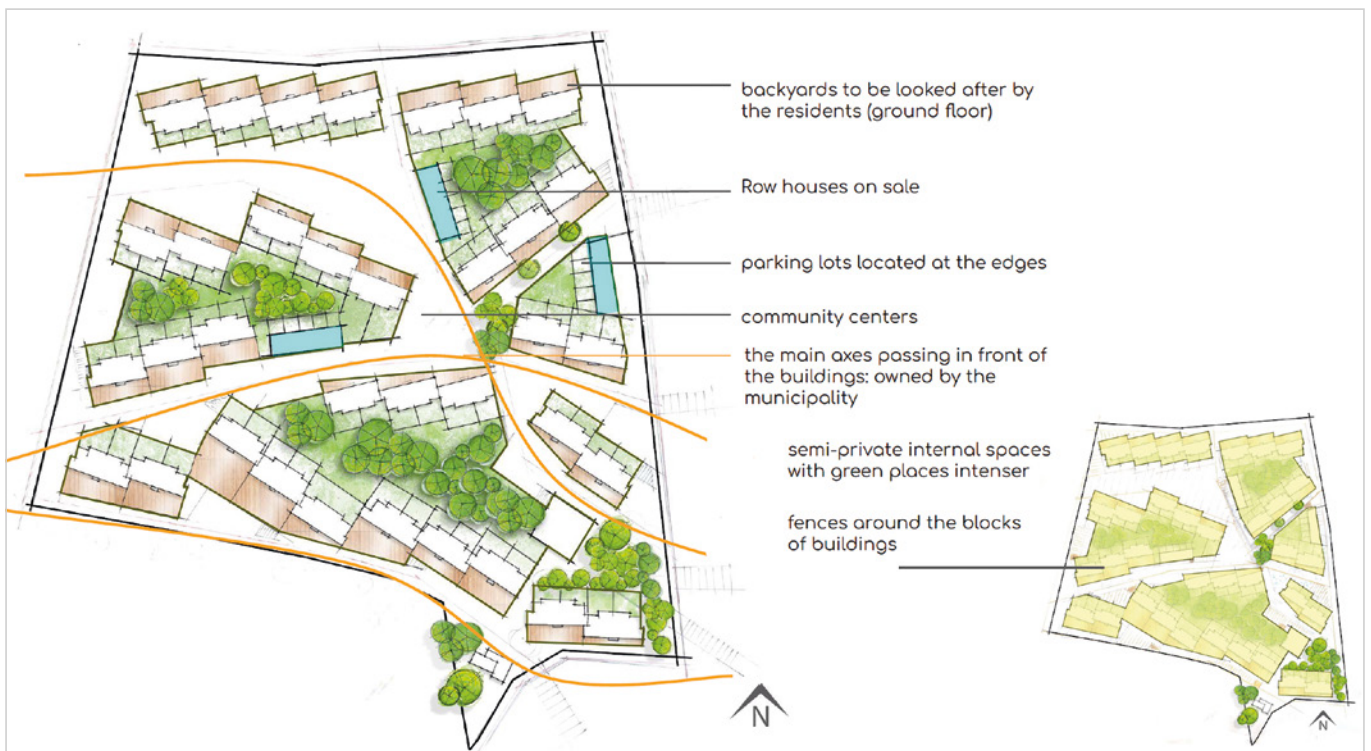 backyards to be looked after by
the residents (ground floor)
Row houses on sale
parking lots located at the edges
community centers
the main axes passing in front of
the buildings: owned by the
municipality
semi-private internal spaces
with green places intenser
fences around the blocks
of buildings
N
N